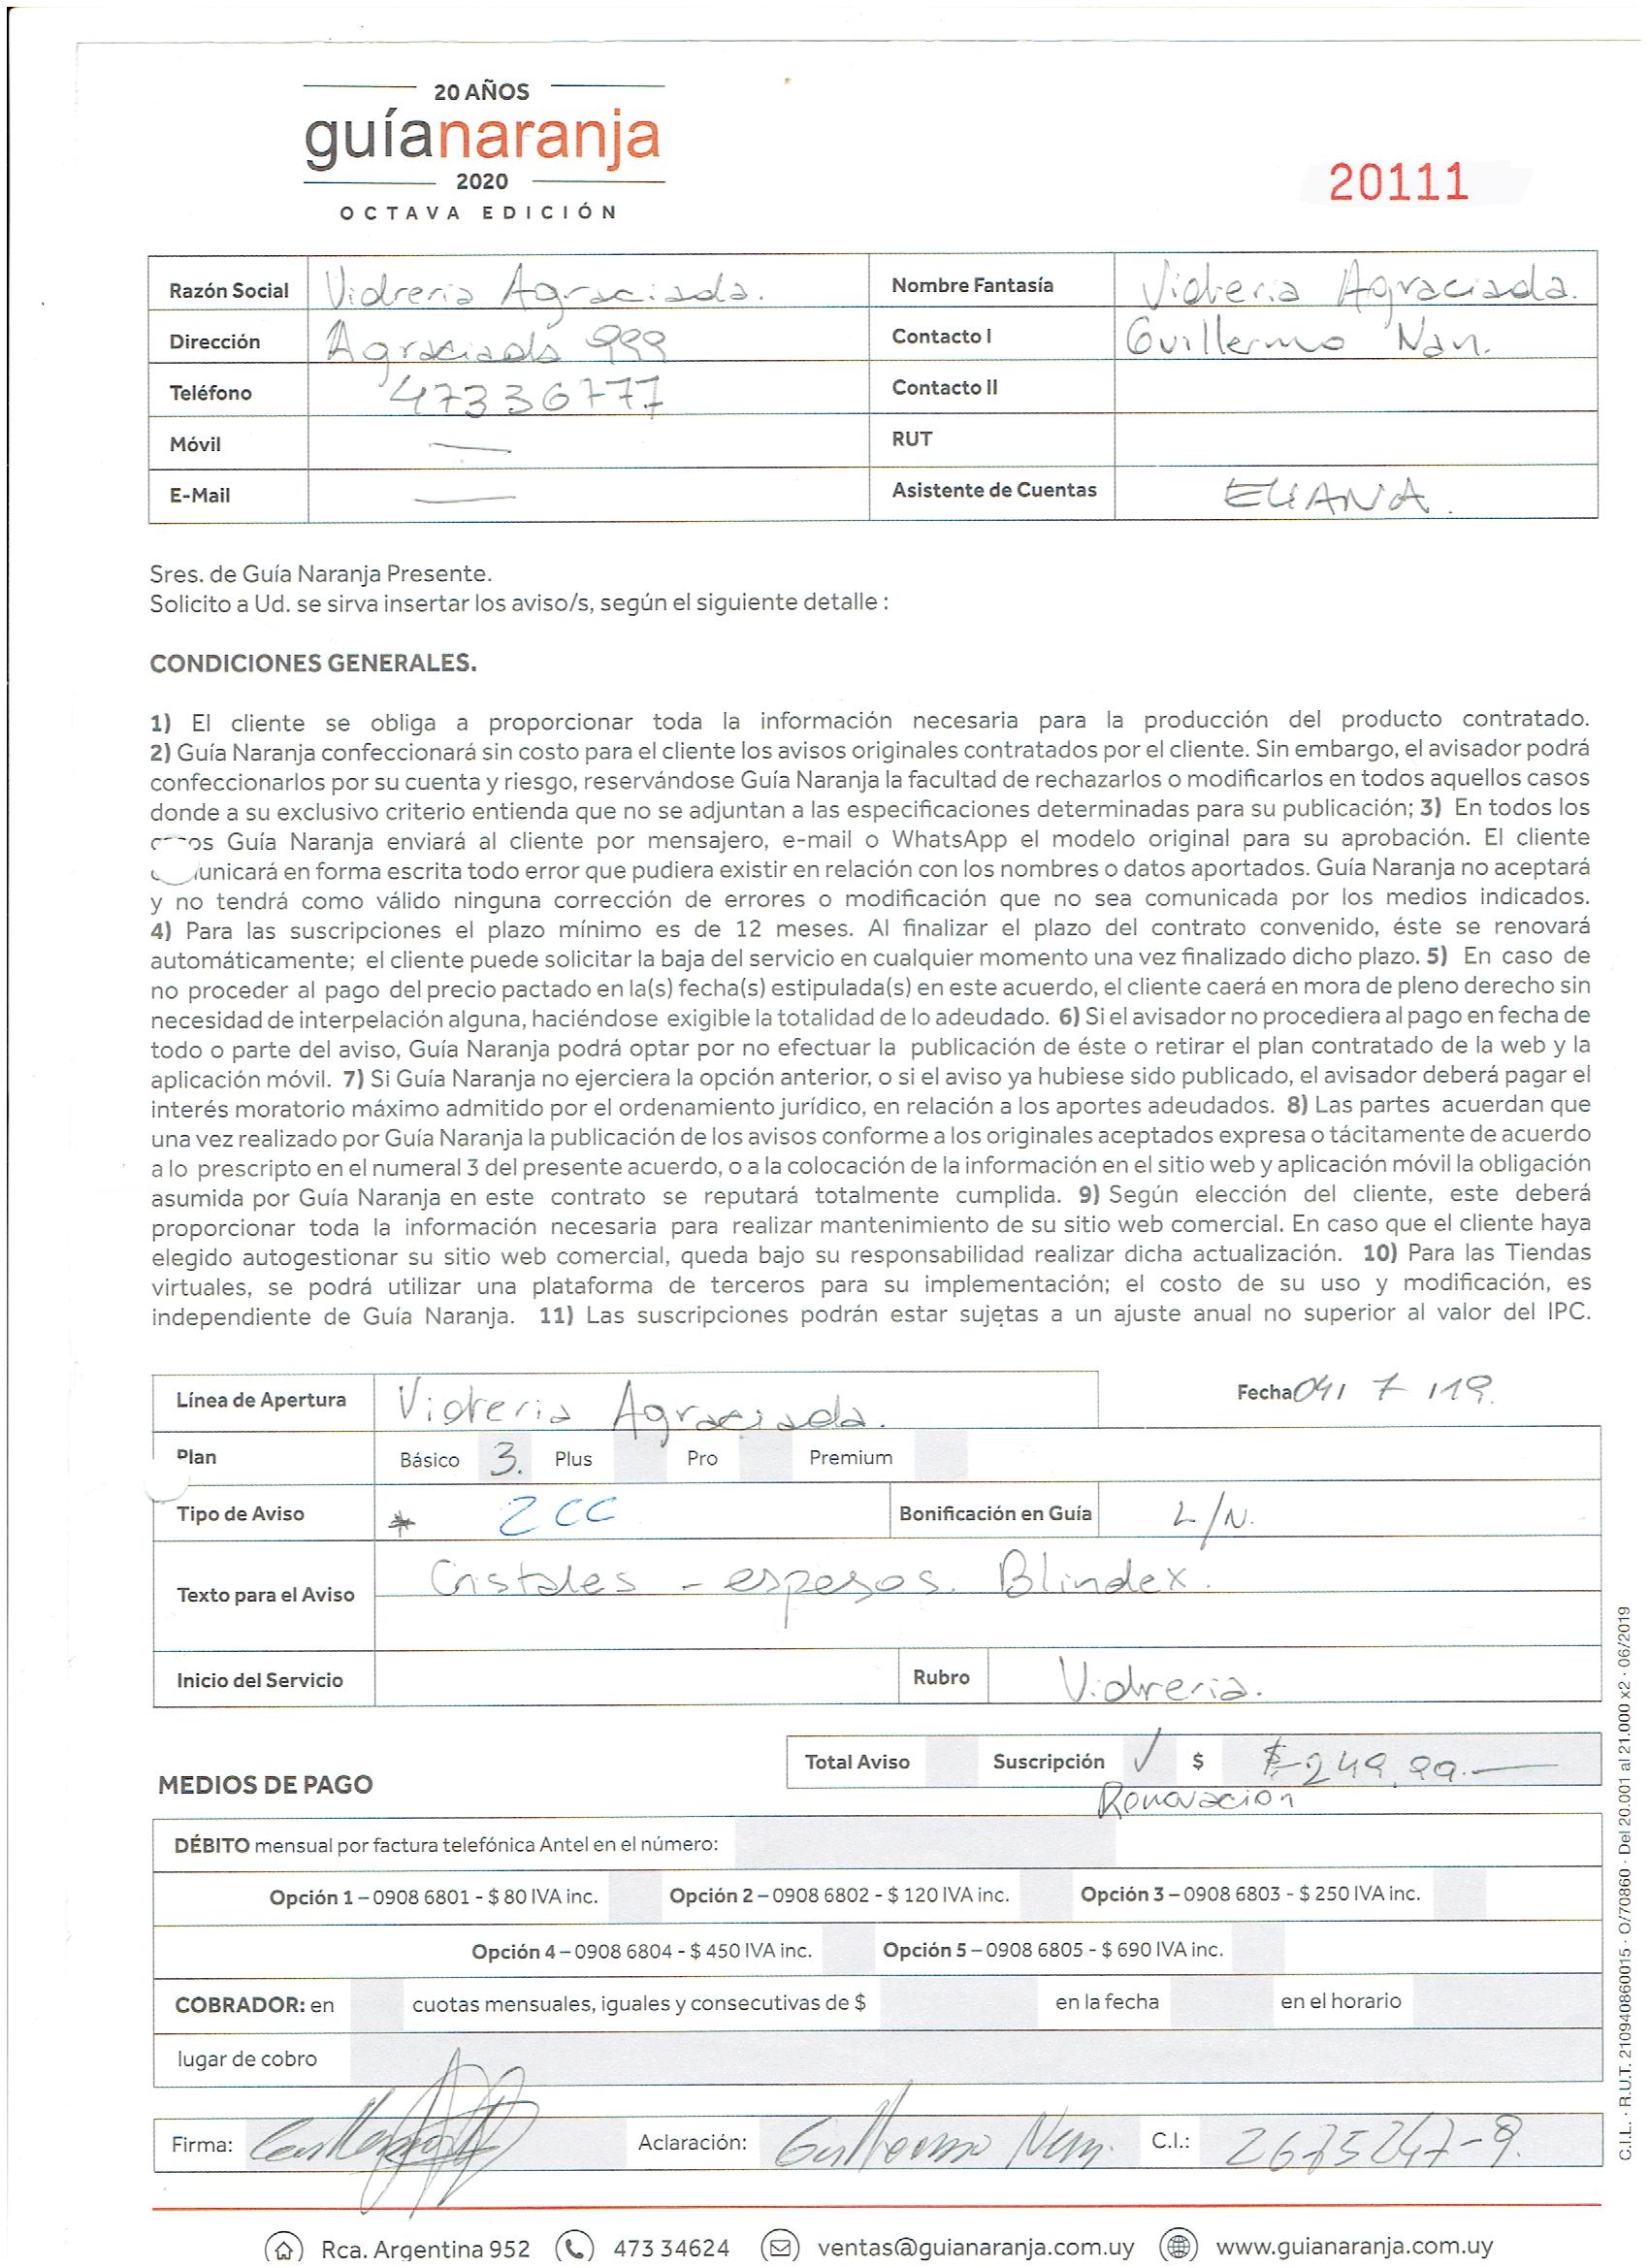 20 AÑOS
guíanaranja
2020
OCTAVA EDICIÓN
20111
Razón Social Vidreria Agraciada. Nombre Fantasía Vidreria Agraciada.
Dirección Agraciada 999 Contacto I Guillermo Nan.
Teléfono 47336777 Contacto II
Móvil — RUT
E-Mail — Asistente de Cuentas ELIANA.
Sres. de Guía Naranja Presente.
Solicito a Ud. se sirva insertar los aviso/s, según el siguiente detalle :
CONDICIONES GENERALES.
1) El cliente se obliga a proporcionar toda la información necesaria para la producción del producto contratado.
2) Guía Naranja confeccionará sin costo para el cliente los avisos originales contratados por el cliente. Sin embargo, el avisador podrá
confeccionarlos por su cuenta y riesgo, reservándose Guía Naranja la facultad de rechazarlos o modificarlos en todos aquellos casos
donde a su exclusivo criterio entienda que no se adjuntan a las especificaciones determinadas para su publicación; 3) En todos los
Guía Naranja enviará al cliente por mensajero, e-mail o WhatsApp el modelo original para su aprobación. El cliente
unicará en forma escrita todo error que pudiera existir en relación con los nombres o datos aportados. Guía Naranja no aceptará
y no tendrá como válido ninguna corrección de errores o modificación que no sea comunicada por los medios indicados.
4) Para las suscripciones el plazo mínimo es de 12 meses. Al finalizar el plazo del contrato convenido, éste se renovará
automáticamente; el cliente puede solicitar la baja del servicio en cualquier momento una vez finalizado dicho plazo. 5) En caso de
no proceder al pago del precio pactado en la(s) fecha(s) estipulada(s) en este acuerdo, el cliente caerá en mora de pleno derecho sin
necesidad de interpelación alguna, haciéndose exigible la totalidad de lo adeudado. 6) Si el avisador no procediera al pago en fecha de
todo o parte del aviso, Guía Naranja podrá optar por no efectuar la publicación de éste o retirar el plan contratado de la web y la
aplicación móvil. 7) Si Guía Naranja no ejerciera la opción anterior, o si el aviso ya hubiese sido publicado, el avisador deberá pagar el
interés moratorio máximo admitido por el ordenamiento jurídico, en relación a los aportes adeudados. 8) Las partes acuerdan que
una vez realizado por Guía Naranja la publicación de los avisos conforme a los originales aceptados expresa o tácitamente de acuerdo
a lo prescripto en el numeral 3 del presente acuerdo, o a la colocación de la información en el sitio web y aplicación móvil la obligación
asumida por Guía Naranja en este contrato se reputará totalmente cumplida. 9) Según elección del cliente, este deberá
proporcionar toda la información necesaria para realizar mantenimiento de su sitio web comercial. En caso que el cliente haya
elegido autogestionar su sitio web comercial, queda bajo su responsabilidad realizar dicha actualización. 10) Para las Tiendas
virtuales, se podrá utilizar una plataforma de terceros para su implementación; el costo de su uso y modificación, es
independiente de Guía Naranja. 11) Las suscripciones podrán estar sujetas a un ajuste anual no superior al valor del IPC.
Línea de Apertura Vidreria Agraciada. Fecha 04/ 7 /19.
Plan Básico 3. Plus Pro Premium
Tipo de Aviso * 2CC Bonificación en Guía L/N.
Texto para el Aviso Cristales - espesos. Blindex.
Inicio del Servicio Rubro Vidreria.
Total Aviso Suscripción ✓ $ $ 249,99.—
Renovación
MEDIOS DE PAGO
DÉBITO mensual por factura telefónica Antel en el número:
Opción 1 – 0908 6801 - $ 80 IVA inc. Opción 2 – 0908 6802 - $ 120 IVA inc. Opción 3 – 0908 6803 - $ 250 IVA inc.
Opción 4 – 0908 6804 - $ 450 IVA inc. Opción 5 – 0908 6805 - $ 690 IVA inc.
COBRADOR: en cuotas mensuales, iguales y consecutivas de $ en la fecha en el horario
lugar de cobro
Firma: Aclaración: Guillermo Nan. C.I.: 2675247-9.
Rca. Argentina 952 473 34624 ventas@guianaranja.com.uy www.guianaranja.com.uy
C.I.L. · R.U.T. 210940860015 · O/70860 · Del 20.001 al 21.000 x2 · 06/2019